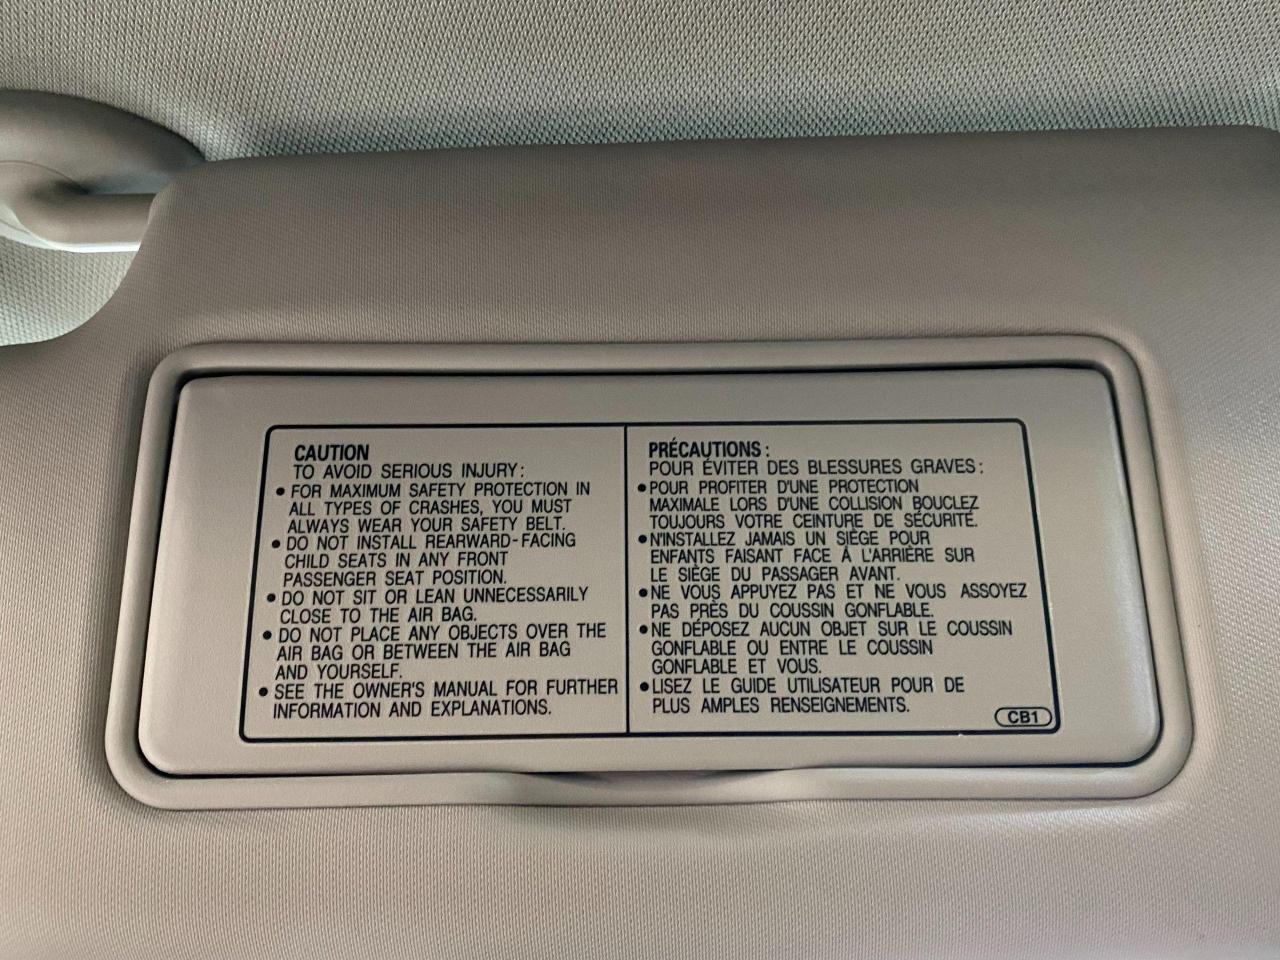 CAUTION
TO AVOID SERIOUS INJURY:
• FOR MAXIMUM SAFETY PROTECTION IN
ALL TYPES OF CRASHES, YOU MUST
ALWAYS WEAR YOUR SAFETY BELT.
• DO NOT INSTALL REARWARD-FACING
CHILD SEATS IN ANY FRONT
PASSENGER SEAT POSITION.
• DO NOT SIT OR LEAN UNNECESSARILY
CLOSE TO THE AIR BAG.
• DO NOT PLACE ANY OBJECTS OVER THE
AIR BAG OR BETWEEN THE AIR BAG
AND YOURSELF.
• SEE THE OWNER'S MANUAL FOR FURTHER
INFORMATION AND EXPLANATIONS.
PRÉCAUTIONS:
POUR ÉVITER DES BLESSURES GRAVES:
• POUR PROFITER D'UNE PROTECTION
MAXIMALE LORS D'UNE COLLISION BOUCLEZ
TOUJOURS VOTRE CEINTURE DE SÉCURITÉ.
• N'INSTALLEZ JAMAIS UN SIÈGE POUR
ENFANTS FAISANT FACE À L'ARRIÈRE SUR
LE SIÈGE DU PASSAGER AVANT.
• NE VOUS APPUYEZ PAS ET NE VOUS ASSOYEZ
PAS PRÈS DU COUSSIN GONFLABLE.
• NE DÉPOSEZ AUCUN OBJET SUR LE COUSSIN
GONFLABLE OU ENTRE LE COUSSIN
GONFLABLE ET VOUS.
• LISEZ LE GUIDE UTILISATEUR POUR DE
PLUS AMPLES RENSEIGNEMENTS.
CB1